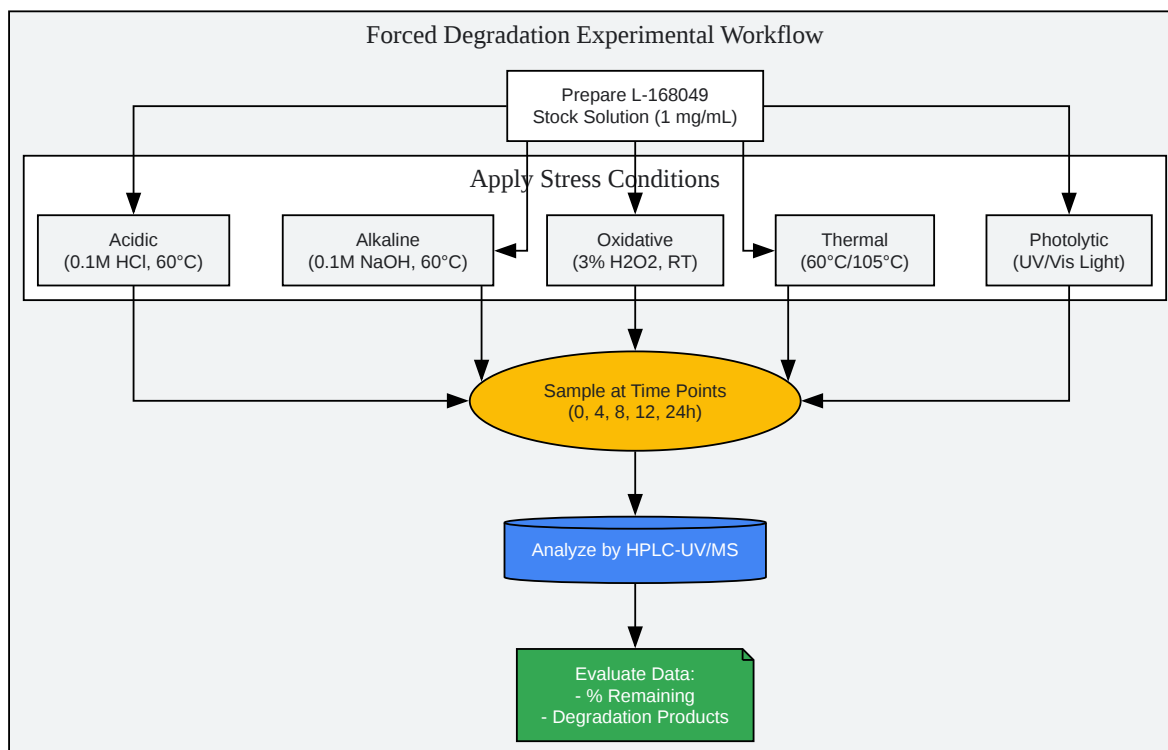 Forced Degradation Experimental Workflow
Prepare L-168049
Stock Solution (1 mg/mL)
Apply Stress Conditions
Acidic
(0.1M HCl, 60°C)
Alkaline
(0.1M NaOH, 60°C)
Oxidative
(3% H2O2, RT)
Thermal
(60°C/105°C)
Photolytic
(UV/Vis Light)
Sample at Time Points
(0, 4, 8, 12, 24h)
Analyze by HPLC-UV/MS
Evaluate Data:
- % Remaining
- Degradation Products